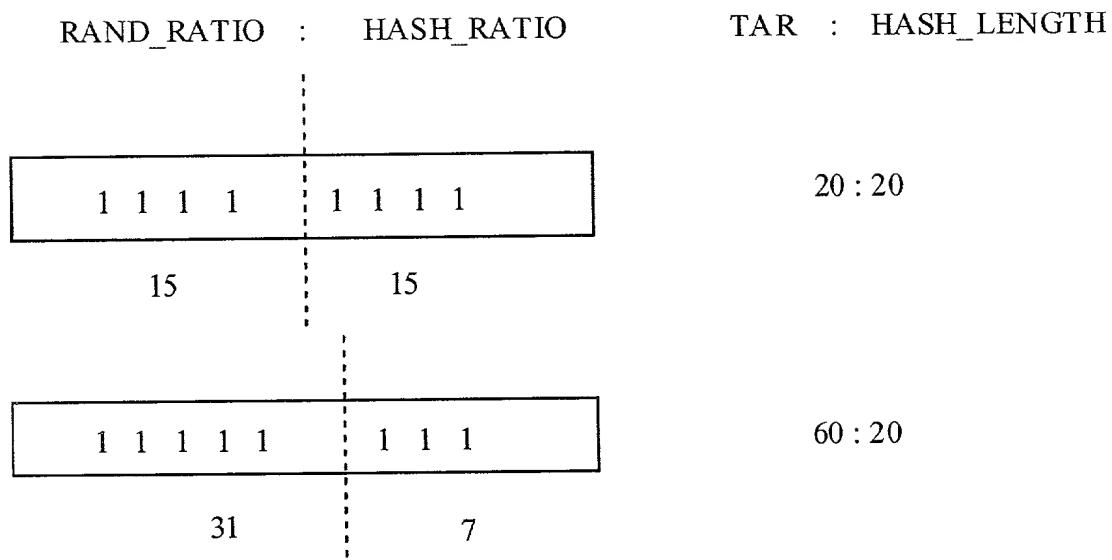 RAND_RATIO : HASH_RATIO TAR : HASH_LENGTH
1 1 1 1 1 1 1 1 20 : 20
15 15
1 1 1 1 1 1 1 1 60 : 20
31 7